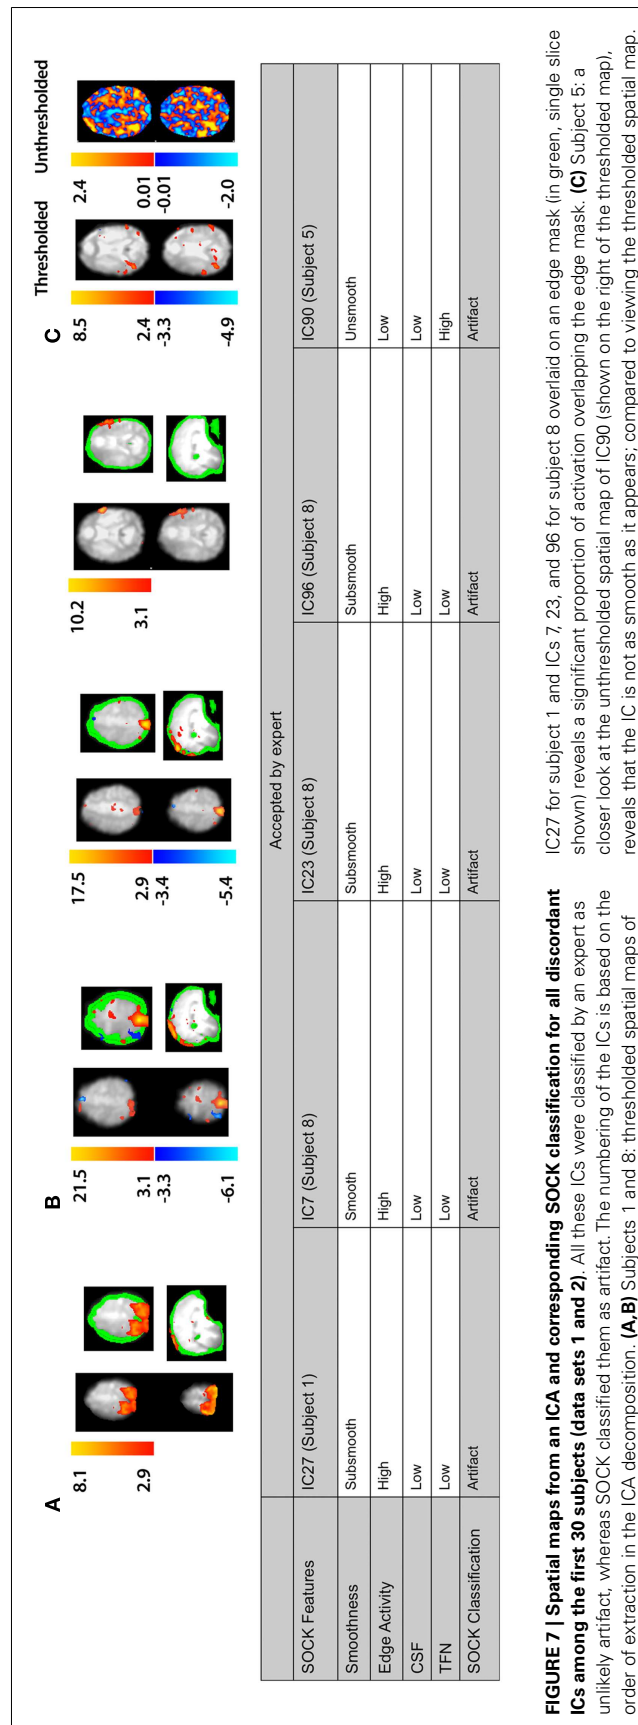 A
8.1
2.9
B
21.5
3.1
-3.3
-6.1
17.5
2.9
-3.4
-5.4
10.2
3.1
C
Thresholded
Unthresholded
8.5
2.4
-3.3
-4.9
2.4
0.01
-0.01
-2.0
Accepted by expert
SOCK Features IC27 (Subject 1) IC7 (Subject 8) IC23 (Subject 8) IC96 (Subject 8) IC90 (Subject 5)
Smoothness Subsmooth Smooth Subsmooth Subsmooth Unsmooth
Edge Activity High High High High Low
CSF Low Low Low Low Low
TFN Low Low Low Low High
SOCK Classification Artifact Artifact Artifact Artifact Artifact
FIGURE 7 | Spatial maps from an ICA and corresponding SOCK classification for all discordant
ICs among the first 30 subjects (data sets 1 and 2). All these ICs were classified by an expert as
unlikely artifact, whereas SOCK classified them as artifact. The numbering of the ICs is based on the
order of extraction in the ICA decomposition. (A,B) Subjects 1 and 8: thresholded spatial maps of
IC27 for subject 1 and ICs 7, 23, and 96 for subject 8 overlaid on an edge mask (in green, single slice
shown) reveals a significant proportion of activation overlapping the edge mask. (C) Subject 5: a
closer look at the unthresholded spatial map of IC90 (shown on the right of the thresholded map),
reveals that the IC is not as smooth as it appears; compared to viewing the thresholded spatial map.